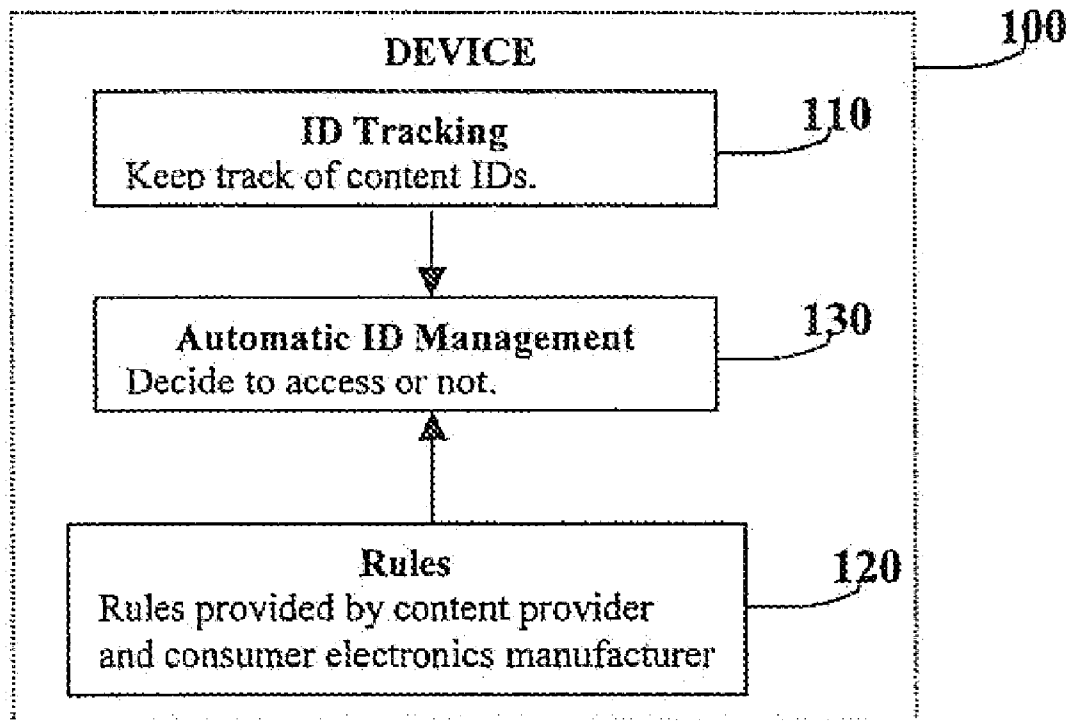 100
DEVICE
ID Tracking
110
Keep track of content IDs.
Automatic ID Management
130
Decide to access or not.
Rules
120
Rules provided by content provider
and consumer electronics manufacturer